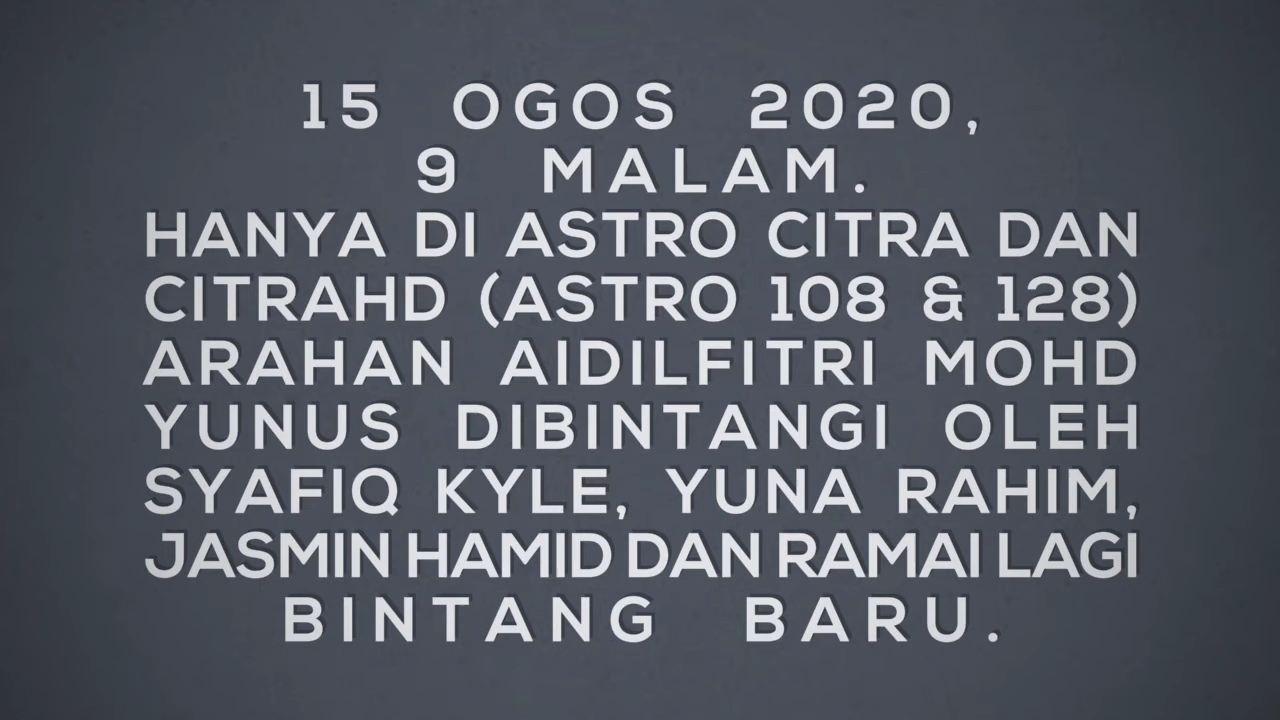 15 OGOS 2020,
9 MALAM.
HANYA DI ASTRO CITRA DAN
CITRAHD (ASTRO 108 & 128)
ARAHAN AIDILFITRI MOHD
YUNUS DIBINTANGI OLEH
SYAFIQ KYLE, YUNA RAHIM,
JASMIN HAMID DAN RAMAI LAGI
BINTANG BARU.